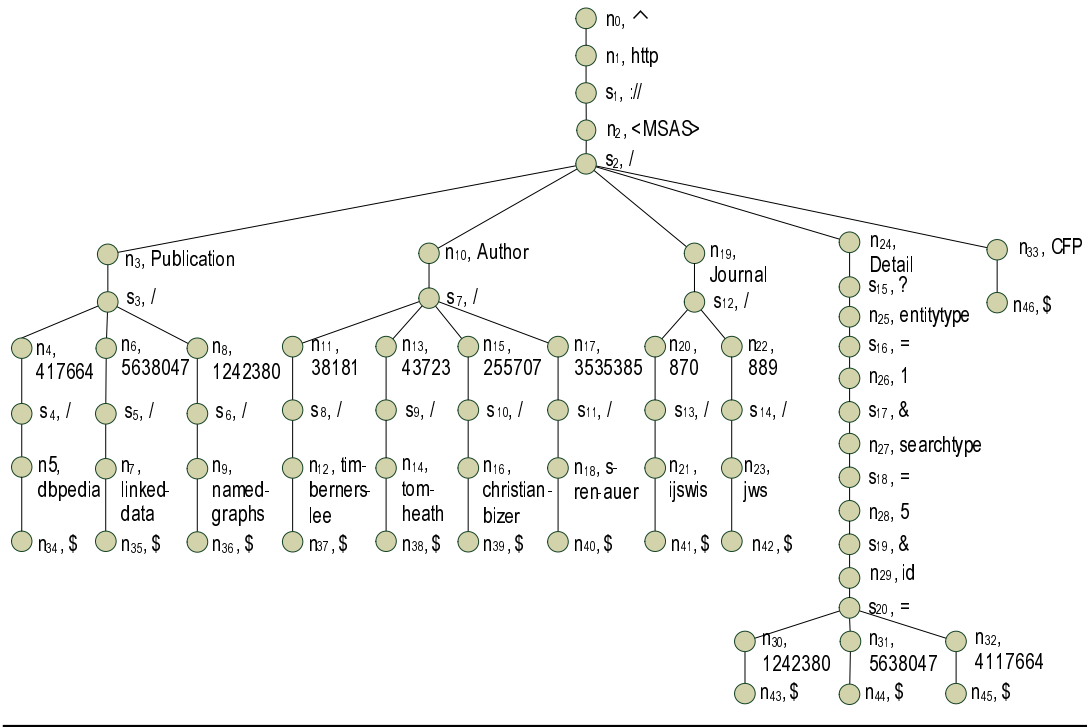 n0, ^
n1, http
s1, ://
n2, <MSAS>
s2, /
n3, Publication
n10, Author
n19,
Journal
n24,
Detail
n33, CFP
s3, /
s7, /
s12, /
s15, ?
n46, $
n25, entitytype
s16, =
n26, 1
s17, &
n27, searchtype
s18, =
n28, 5
s19, &
n29, id
s20, =
n4,
417664
n6,
5638047
n8,
1242380
n11,
38181
n13,
43723
n15,
255707
n17,
3535385
n20,
870
n22,
889
s4, /
s5, /
s6, /
s8, /
s9, /
s10, /
s11, /
s13, /
s14, /
n5,
dbpedia
n7,
linked-
data
n9,
named-
graphs
n12, tim-
berners-
lee
n14,
tom-
heath
n16,
christian-
bizer
n18, s-
ren-auer
n21,
ijswis
n23,
jws
n34, $
n35, $
n36, $
n37, $
n38, $
n39, $
n40, $
n41, $
n42, $
n30,
1242380
n31,
5638047
n32,
4117664
n43, $
n44, $
n45, $